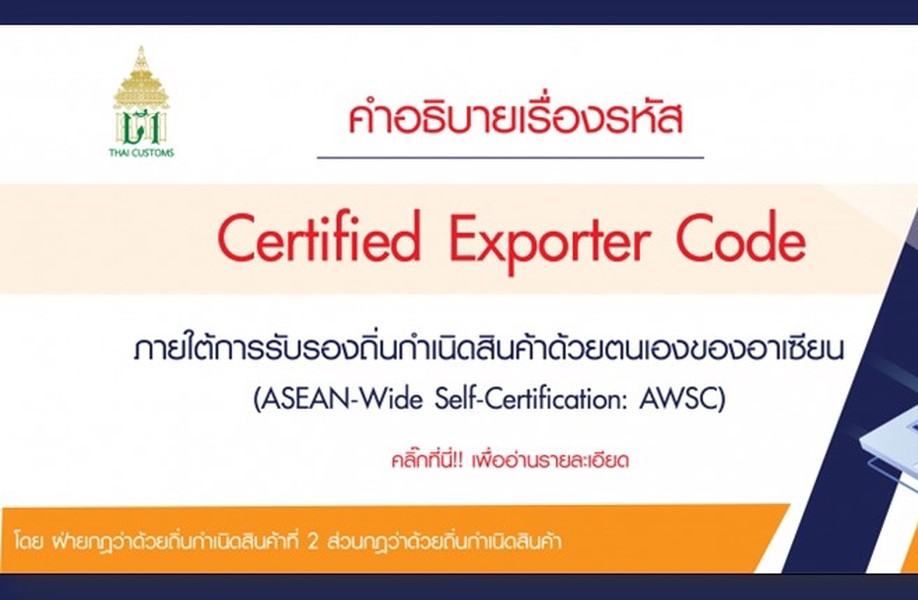 THAI CUSTOMS
คำอธิบายเรื่องรหัส
Certified Exporter Code
ภายใต้การรับรองถิ่นกำเนิดสินค้าด้วยตนเองของอาเซียน
(ASEAN-Wide Self-Certification: AWSC)
คลิ๊กที่นี่!! เพื่ออ่านรายละเอียด
โดย ฝ่ายกฎว่าด้วยถิ่นกำเนิดสินค้าที่ 2 ส่วนกฎว่าด้วยถิ่นกำเนิดสินค้า